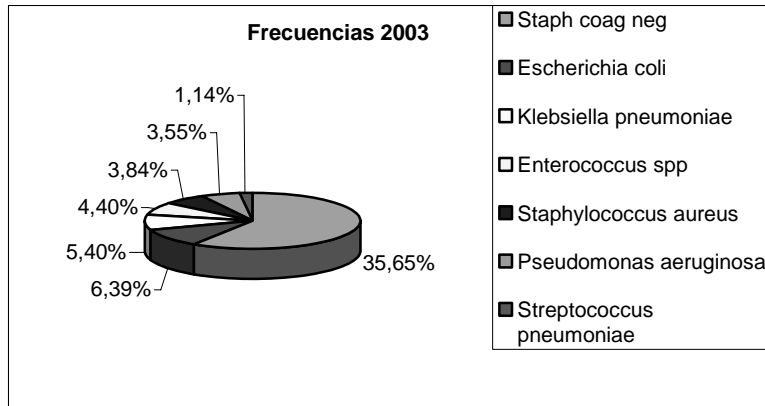 Frecuencias 2003
1,14%
3,55%
3,84%
4,40%
5,40%
6,39%
35,65%
Staph coag neg
Escherichia coli
Klebsiella pneumoniae
Enterococcus spp
Staphylococcus aureus
Pseudomonas aeruginosa
Streptococcus
pneumoniae